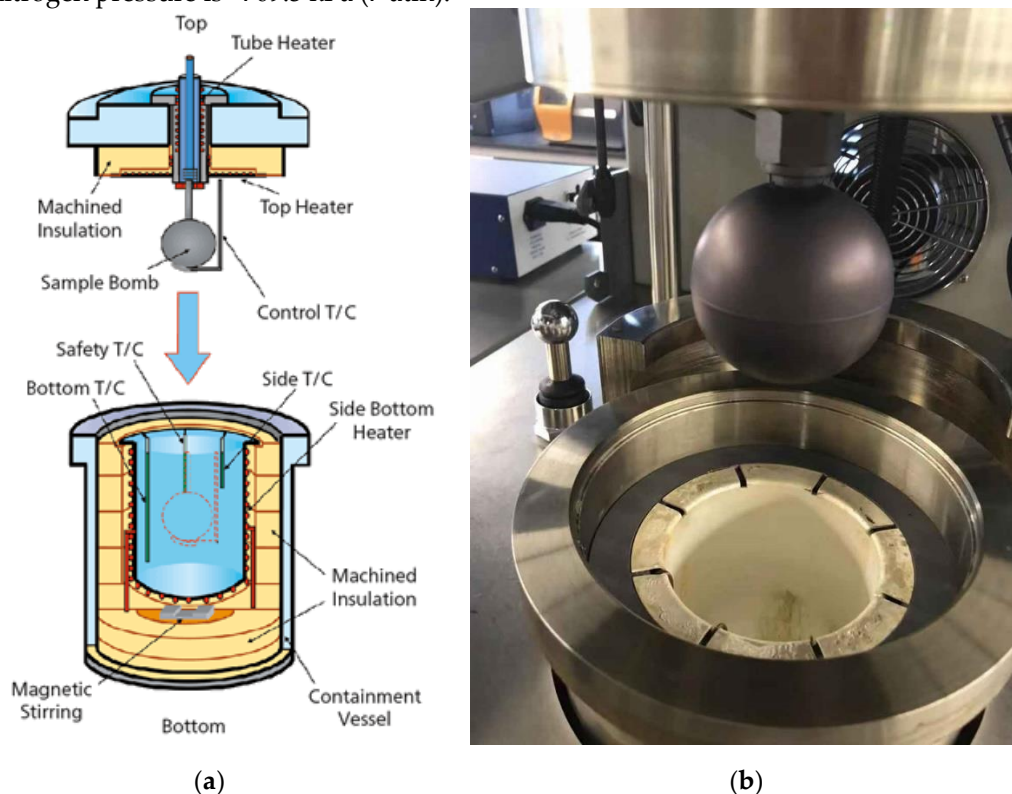 Top
Tube Heater
Machined
Insulation
Top Heater
Sample Bomb
Control T/C
Safety T/C
Bottom T/C
Side T/C
Side Bottom
Heater
Machined
Insulation
Magnetic
Stirring
Containment
Vessel
Bottom
(a)
(b)